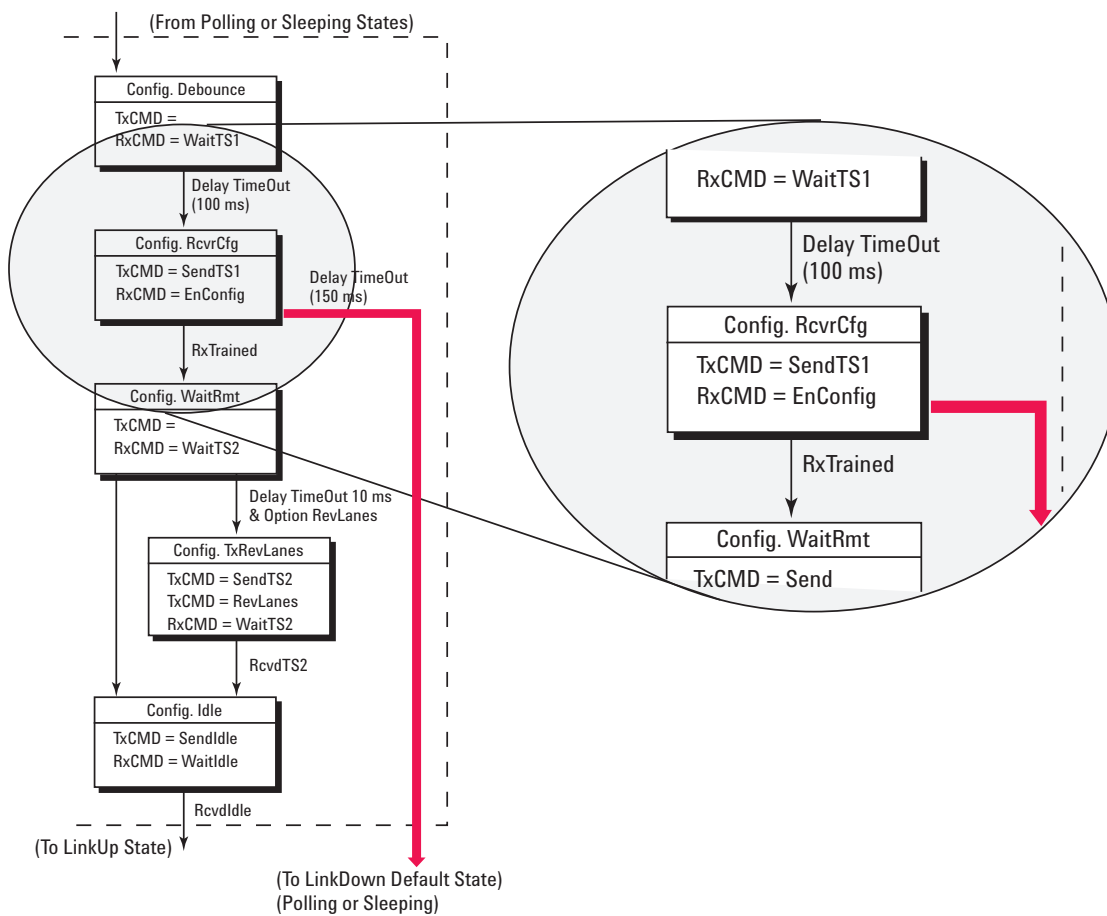 (From Polling or Sleeping States)
Config. Debounce
TxCMD =
RxCMD = WaitTS1
Delay TimeOut
(100 ms)
Config. RcvrCfg
TxCMD = SendTS1
RxCMD = EnConfig
Delay TimeOut
(150 ms)
RxTrained
Config. WaitRmt
TxCMD =
RxCMD = WaitTS2
Delay TimeOut 10 ms
& Option RevLanes
Config. TxRevLanes
TxCMD = SendTS2
TxCMD = RevLanes
RxCMD = WaitTS2
RcvdTS2
Config. Idle
TxCMD = SendIdle
RxCMD = WaitIdle
RcvdIdle
(To LinkUp State)
(To LinkDown Default State)
(Polling or Sleeping)
RxCMD = WaitTS1
Delay TimeOut
(100 ms)
Config. RcvrCfg
TxCMD = SendTS1
RxCMD = EnConfig
RxTrained
Config. WaitRmt
TxCMD = Send